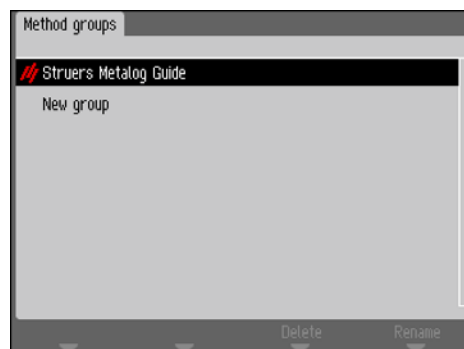 Method groups
Struers Metalog Guide
New group
Delete
Rename